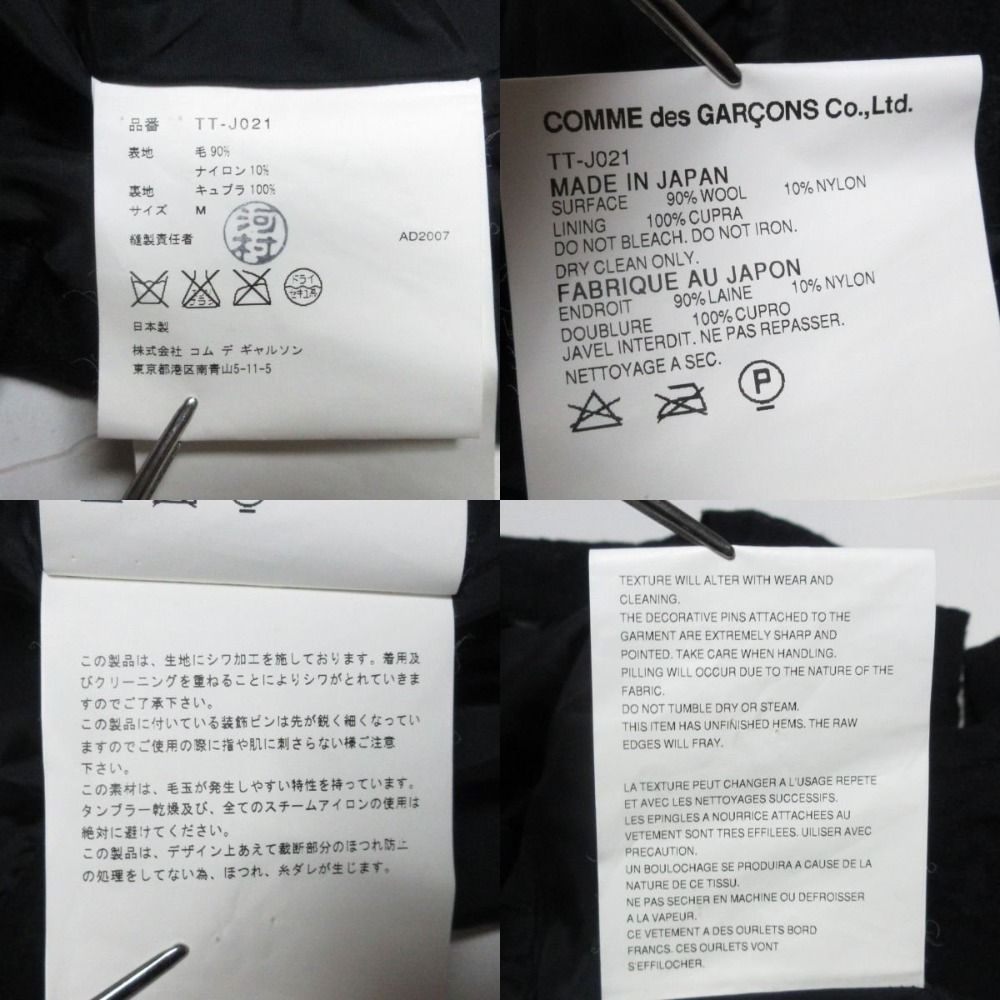 品番 TT-J021
表地 毛 90%
ナイロン 10%
裏地 キュプラ 100%
サイズ M
縫製責任者 河村 AD2007
ドライ
セキユ系
日本製
株式会社 コム デ ギャルソン
東京都港区南青山5-11-5
COMME des GARÇONS Co.,Ltd.
TT-J021
MADE IN JAPAN
SURFACE 90% WOOL 10% NYLON
LINING 100% CUPRA
DO NOT BLEACH. DO NOT IRON.
DRY CLEAN ONLY.
FABRIQUE AU JAPON
ENDROIT 90% LAINE 10% NYLON
DOUBLURE 100% CUPRO
JAVEL INTERDIT. NE PAS REPASSER.
NETTOYAGE A SEC.
P
この製品は、生地にシワ加工を施しております。着用及
びクリーニングを重ねることによりシワがとれていきま
すのでご了承下さい。
この製品に付いている装飾ピンは先が鋭く細くなってい
ますのでご使用の際に指や肌に刺さらない様ご注意
下さい。
この素材は、毛玉が発生しやすい特性を持っています。
タンブラー乾燥及び、全てのスチームアイロンの使用は
絶対に避けてください。
この製品は、デザイン上あえて裁断部分のほつれ防止
の処理をしてない為、ほつれ、糸ダレが生じます。
TEXTURE WILL ALTER WITH WEAR AND
CLEANING.
THE DECORATIVE PINS ATTACHED TO THE
GARMENT ARE EXTREMELY SHARP AND
POINTED. TAKE CARE WHEN HANDLING.
PILLING WILL OCCUR DUE TO THE NATURE OF THE
FABRIC.
DO NOT TUMBLE DRY OR STEAM.
THIS ITEM HAS UNFINISHED HEMS. THE RAW
EDGES WILL FRAY.
LA TEXTURE PEUT CHANGER A L'USAGE REPETE
ET AVEC LES NETTOYAGES SUCCESSIFS.
LES EPINGLES A NOURRICE ATTACHEES AU
VETEMENT SONT TRES EFFILEES. UILISER AVEC
PRECAUTION.
UN BOULOCHAGE SE PRODUIRA A CAUSE DE LA
NATURE DE CE TISSU.
NE PAS SECHER EN MACHINE OU DEFROISSER
A LA VAPEUR.
CE VETEMENT A DES OURLETS BORD
FRANCS. CES OURLETS VONT
S'EFFILOCHER.